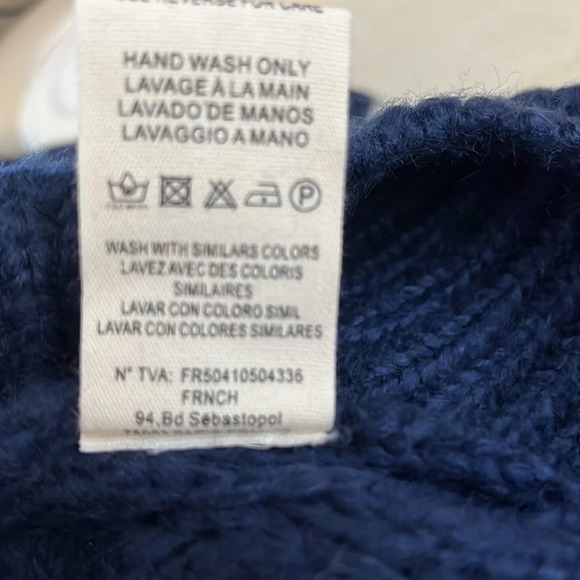 HAND WASH ONLY
LAVAGE À LA MAIN
LAVADO DE MANOS
LAVAGGIO A MANO
P
WASH WITH SIMILARS COLORS
LAVEZ AVEC DES COLORIS
SIMILAIRES
LAVAR CON COLORO SIMIL
LAVAR CON COLORES SIMILARES
N° TVA: FR50410504336
FRNCH
94,Bd Sébastopol